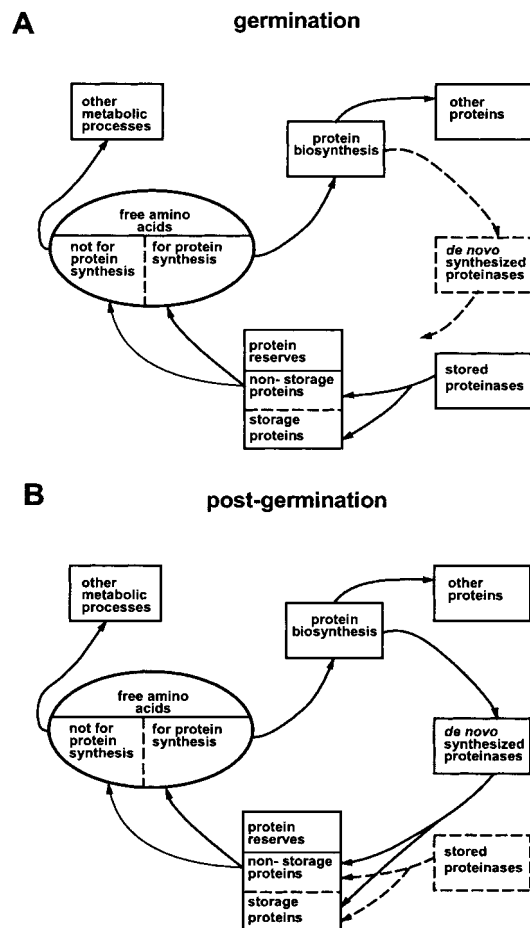 A
germination
other
metabolic
processes
protein
biosynthesis
other
proteins
free amino
acids
not for
protein
synthesis
for protein
synthesis
de novo
synthesized
proteinases
protein
reserves
non- storage
proteins
storage
proteins
stored
proteinases
B
post-germination
other
metabolic
processes
protein
biosynthesis
other
proteins
free amino
acids
not for
protein
synthesis
for protein
synthesis
de novo
synthesized
proteinases
protein
reserves
non- storage
proteins
storage
proteins
stored
proteinases